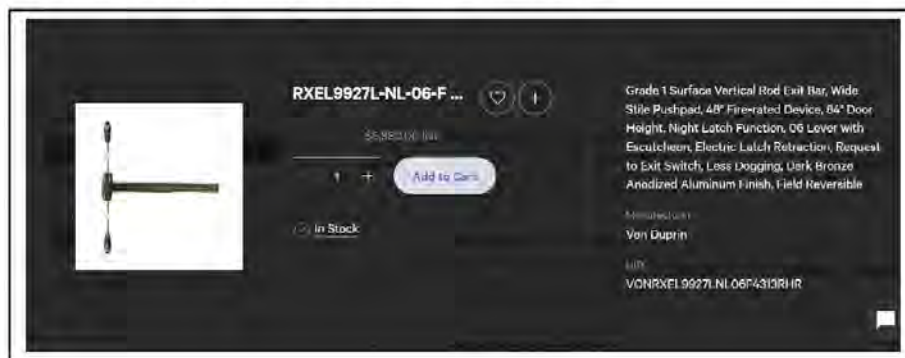 RXEL9927L-NL-06-F ...
1 +
Add to Cart
In Stock
Grade 1 Surface Vertical Rod Exit Bar, Wide
Stile Pushpad, 48" Fire-rated Device, 84" Door
Height, Night Latch Function, 06 Lever with
Escutcheon, Electric Latch Retraction, Request
to Exit Switch, Less Dogging, Dark Bronze
Anodized Aluminum Finish, Field Reversible
Manufacturer
Von Duprin